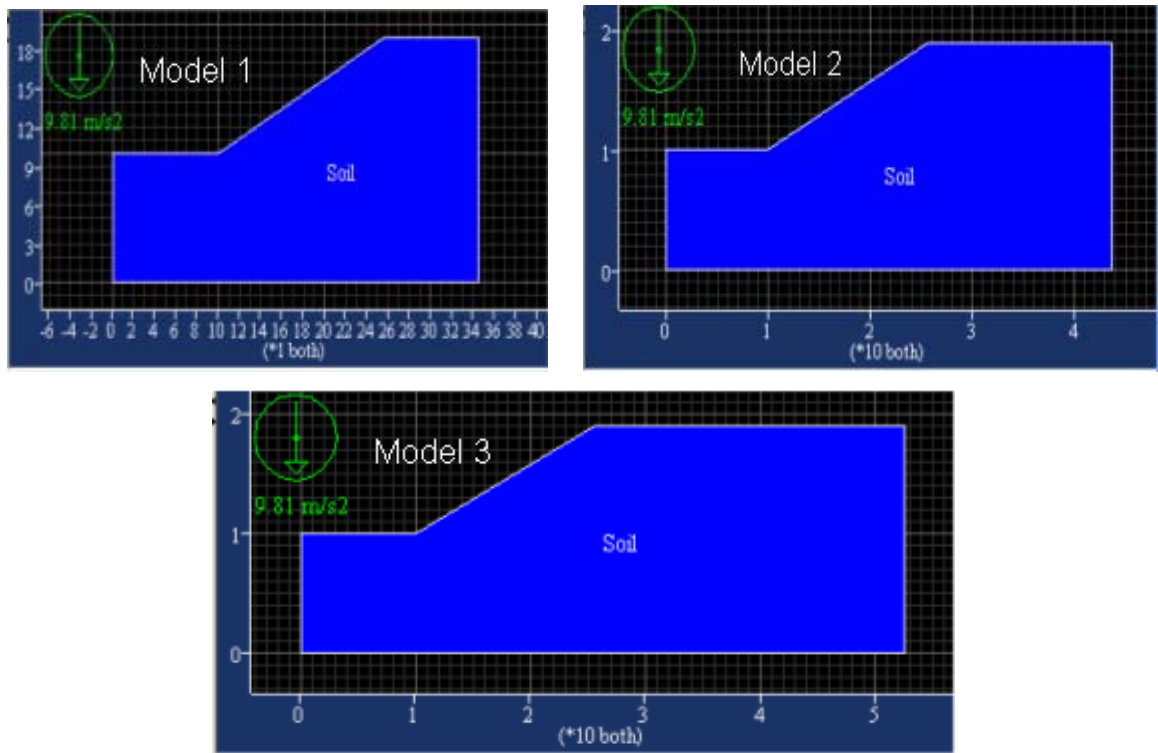 Model 1
9.81 m/s2
Soil
18
15
12
9
6
3
0
-6 -4 -2 0 2 4 6 8 10 12 14 16 18 20 22 24 26 28 30 32 34 36 38 40
(*1 both)
Model 2
9.81 m/s2
Soil
2
1
0
0 1 2 3 4
(*10 both)
Model 3
9.81 m/s2
Soil
2
1
0
0 1 2 3 4 5
(*10 both)